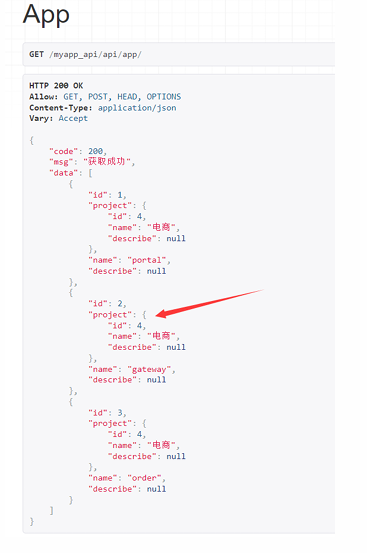 App
GET /myapp_api/api/app/
HTTP 200 OK
Allow: GET, POST, HEAD, OPTIONS
Content-Type: application/json
Vary: Accept
{
"code": 200,
"msg": "获取成功",
"data": [
{
"id": 1,
"project": {
"id": 4,
"name": "电商",
"describe": null
},
"name": "portal",
"describe": null
},
{
"id": 2,
"project": {
"id": 4,
"name": "电商",
"describe": null
},
"name": "gateway",
"describe": null
},
{
"id": 3,
"project": {
"id": 4,
"name": "电商",
"describe": null
},
"name": "order",
"describe": null
}
]
}